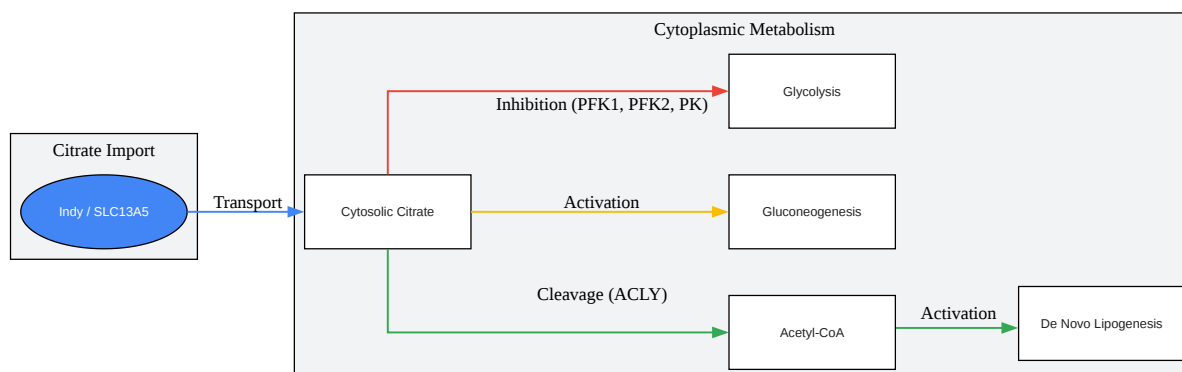 Cytoplasmic Metabolism
Inhibition (PFK1, PFK2, PK)
Glycolysis
Citrate Import
Indy / SLC13A5
Transport
Cytosolic Citrate
Activation
Gluconeogenesis
Cleavage (ACLY)
Acetyl-CoA
Activation
De Novo Lipogenesis